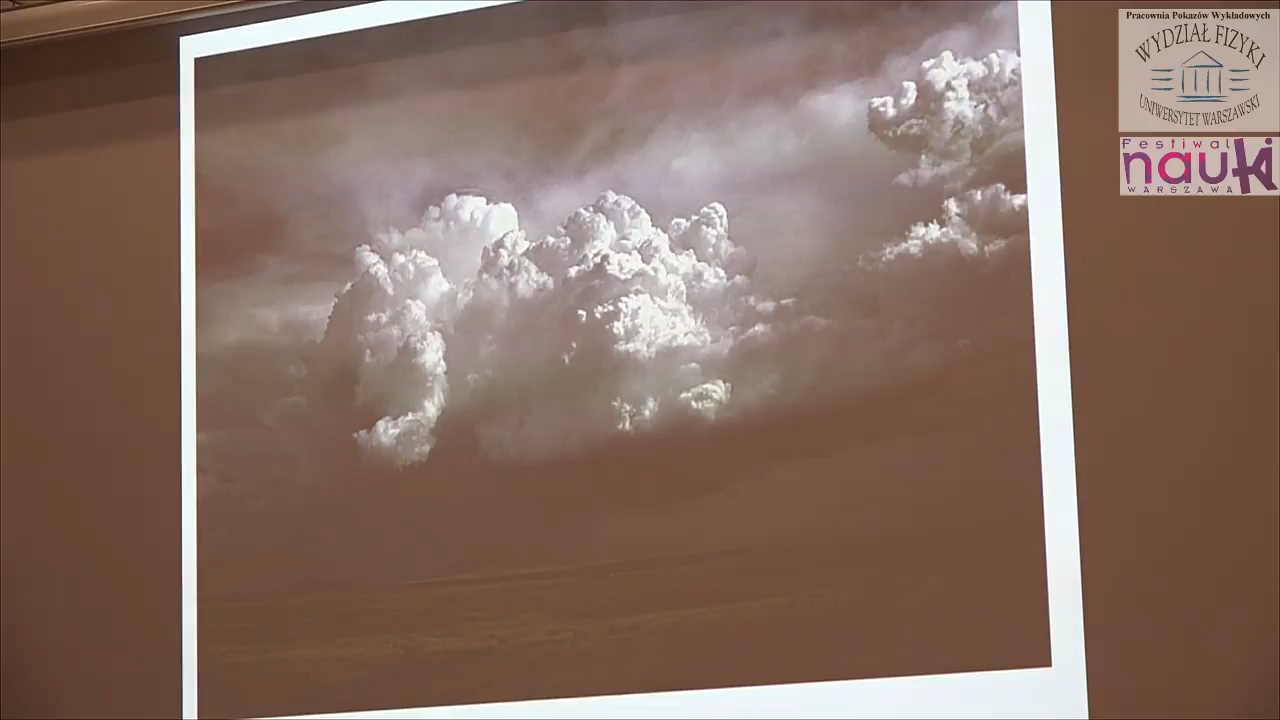 Pracownia Pokazów Wykładowych
WYDZIAŁ FIZYKI
UNIWERSYTET WARSZAWSKI
Festiwal
nauki
WARSZAWA